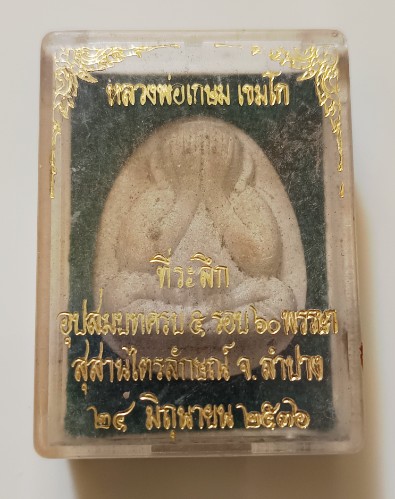 หลวงพ่อเกษม เขมโก
ที่ระลึก
อุปสมบทครบ ๕ รอบ ๖๐ พรรษา
สุสานไตรลักษณ์ จ. ลำปาง
๒๔ มิถุนายน ๒๕๓๖